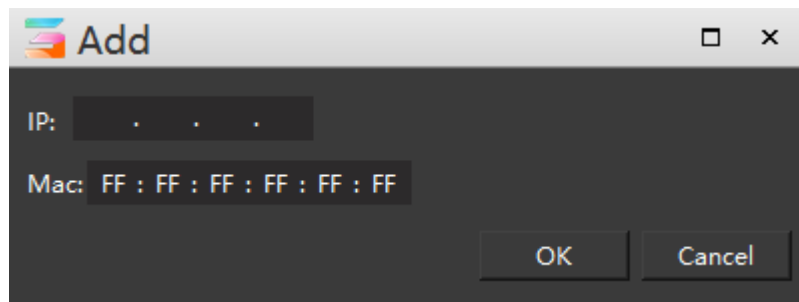 Add
IP: . . .
Mac: FF : FF : FF : FF : FF : FF
OK Cancel